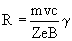 R = mvc/ZeB γ